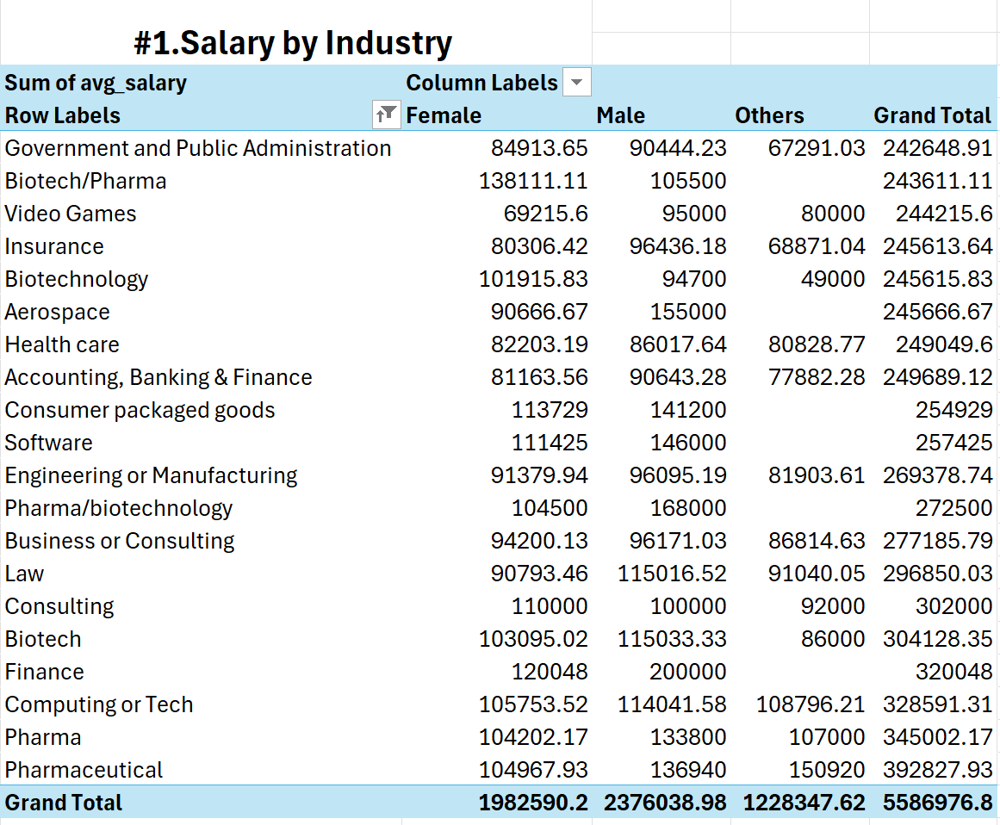 #1.Salary by Industry
Sum of avg_salary Column Labels
Row Labels Female Male Others Grand Total
Government and Public Administration 84913.65 90444.23 67291.03 242648.91
Biotech/Pharma 138111.11 105500 243611.11
Video Games 69215.6 95000 80000 244215.6
Insurance 80306.42 96436.18 68871.04 245613.64
Biotechnology 101915.83 94700 49000 245615.83
Aerospace 90666.67 155000 245666.67
Health care 82203.19 86017.64 80828.77 249049.6
Accounting, Banking & Finance 81163.56 90643.28 77882.28 249689.12
Consumer packaged goods 113729 141200 254929
Software 111425 146000 257425
Engineering or Manufacturing 91379.94 96095.19 81903.61 269378.74
Pharma/biotechnology 104500 168000 272500
Business or Consulting 94200.13 96171.03 86814.63 277185.79
Law 90793.46 115016.52 91040.05 296850.03
Consulting 110000 100000 92000 302000
Biotech 103095.02 115033.33 86000 304128.35
Finance 120048 200000 320048
Computing or Tech 105753.52 114041.58 108796.21 328591.31
Pharma 104202.17 133800 107000 345002.17
Pharmaceutical 104967.93 136940 150920 392827.93
Grand Total 1982590.2 2376038.98 1228347.62 5586976.8